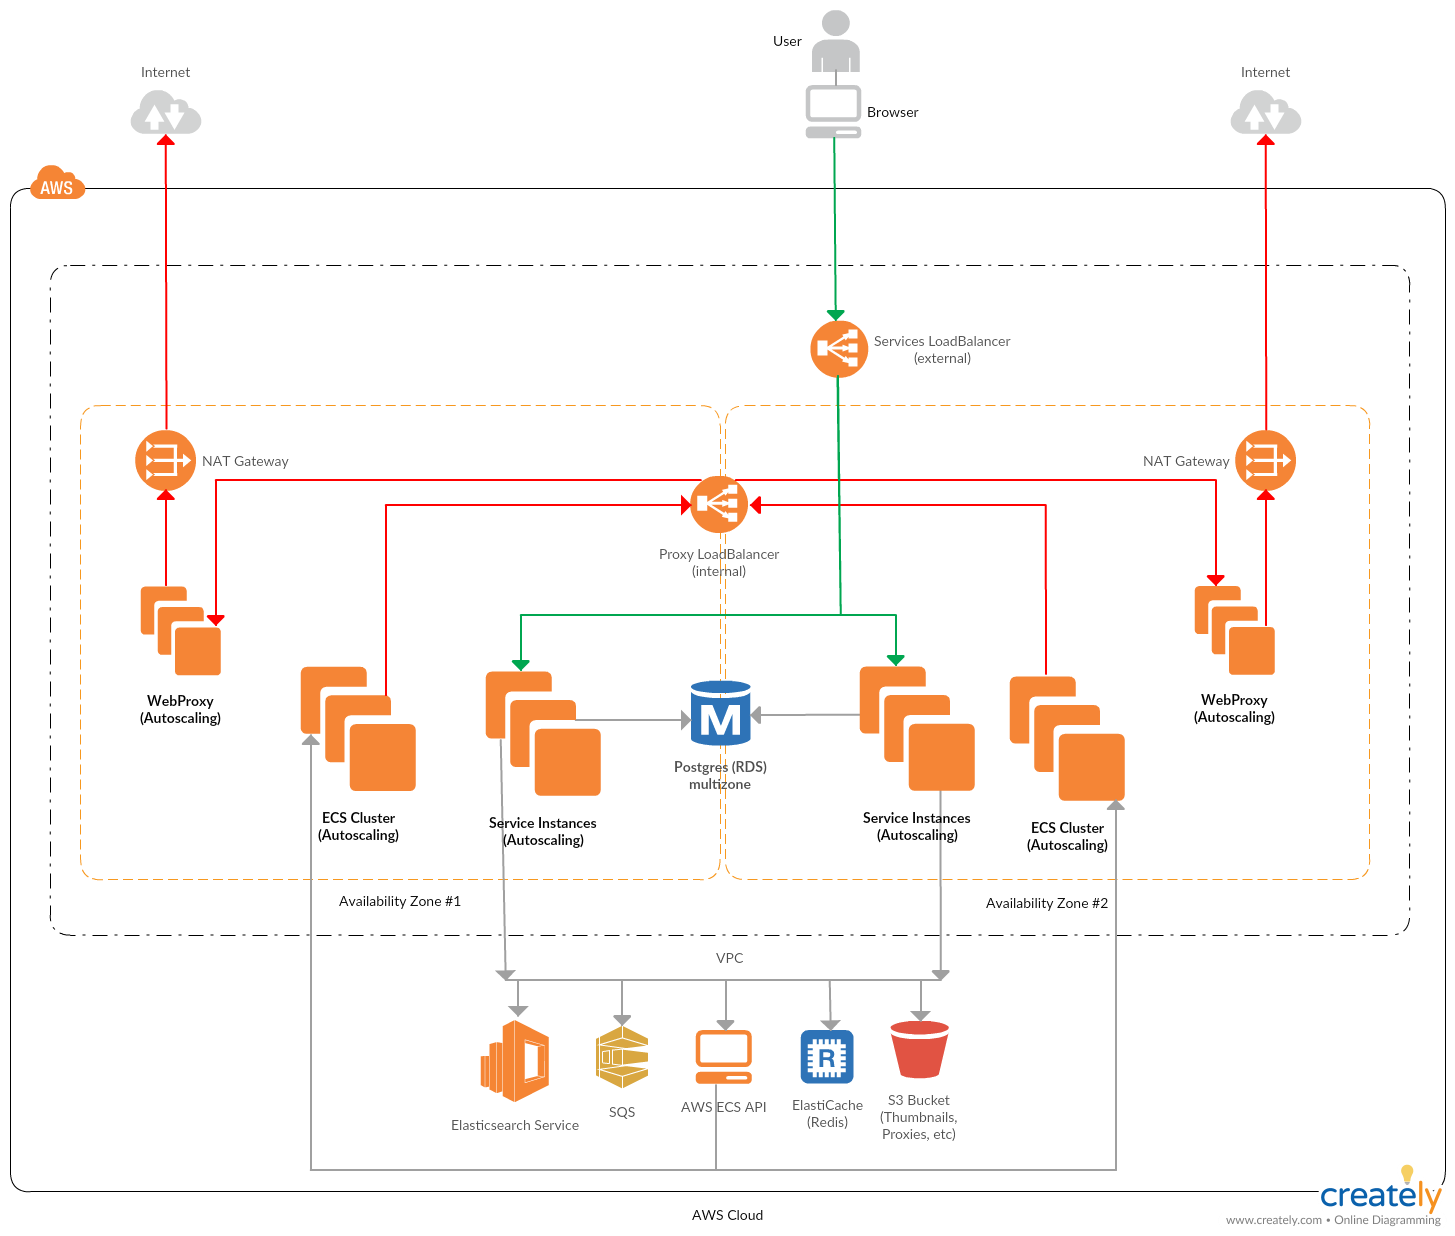 User
Internet
Internet
Browser
AWS
Services LoadBalancer
(external)
NAT Gateway
NAT Gateway
Proxy LoadBalancer
(internal)
WebProxy
(Autoscaling)
WebProxy
(Autoscaling)
M
Postgres (RDS)
multizone
ECS Cluster
(Autoscaling)
Service Instances
(Autoscaling)
Service Instances
(Autoscaling)
ECS Cluster
(Autoscaling)
Availability Zone #1
Availability Zone #2
VPC
R
Elasticsearch Service
SQS
AWS ECS API
ElastiCache
(Redis)
S3 Bucket
(Thumbnails,
Proxies, etc)
AWS Cloud
creately
www.creately.com • Online Diagramming